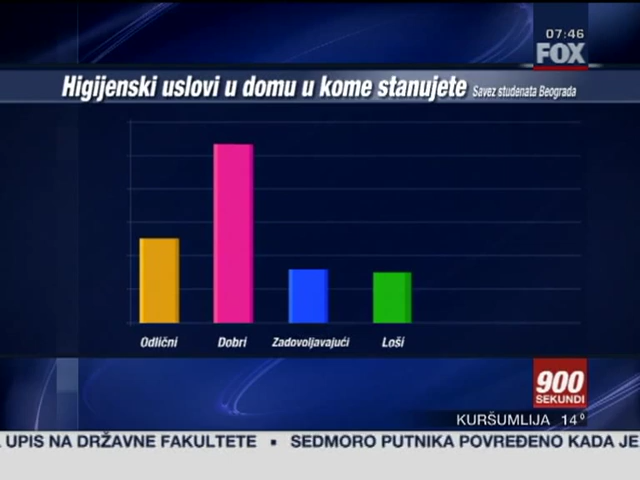 07:46
FOX
Higijenski uslovi u domu u kome stanujete Savez studenata Beograda
Odlični Dobri Zadovoljavajući Loši
900
SEKUNDI
KURŠUMLIJA 14°
UPIS NA DRŽAVNE FAKULTETE ▪ SEDMORO PUTNIKA POVREĐENO KADA JE